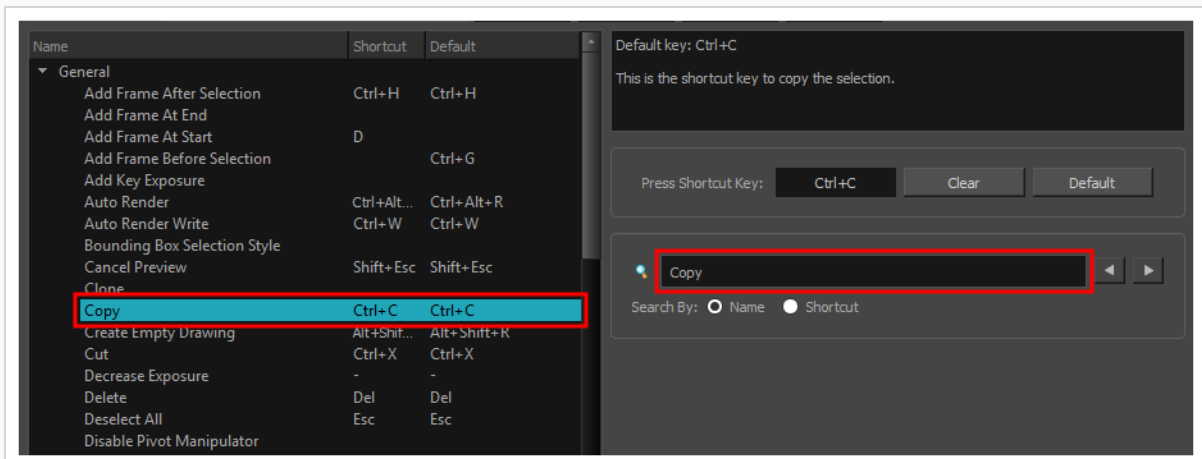 Name Shortcut Default
General
Add Frame After Selection Ctrl+H Ctrl+H
Add Frame At End
Add Frame At Start D
Add Frame Before Selection Ctrl+G
Add Key Exposure
Auto Render Ctrl+Alt... Ctrl+Alt+R
Auto Render Write Ctrl+W Ctrl+W
Bounding Box Selection Style
Cancel Preview Shift+Esc Shift+Esc
Clone
Copy Ctrl+C Ctrl+C
Create Empty Drawing Alt+Shif... Alt+Shift+R
Cut Ctrl+X Ctrl+X
Decrease Exposure - -
Delete Del Del
Deselect All Esc Esc
Disable Pivot Manipulator
Default key: Ctrl+C
This is the shortcut key to copy the selection.
Press Shortcut Key: Ctrl+C Clear Default
Copy
Search By: Name Shortcut